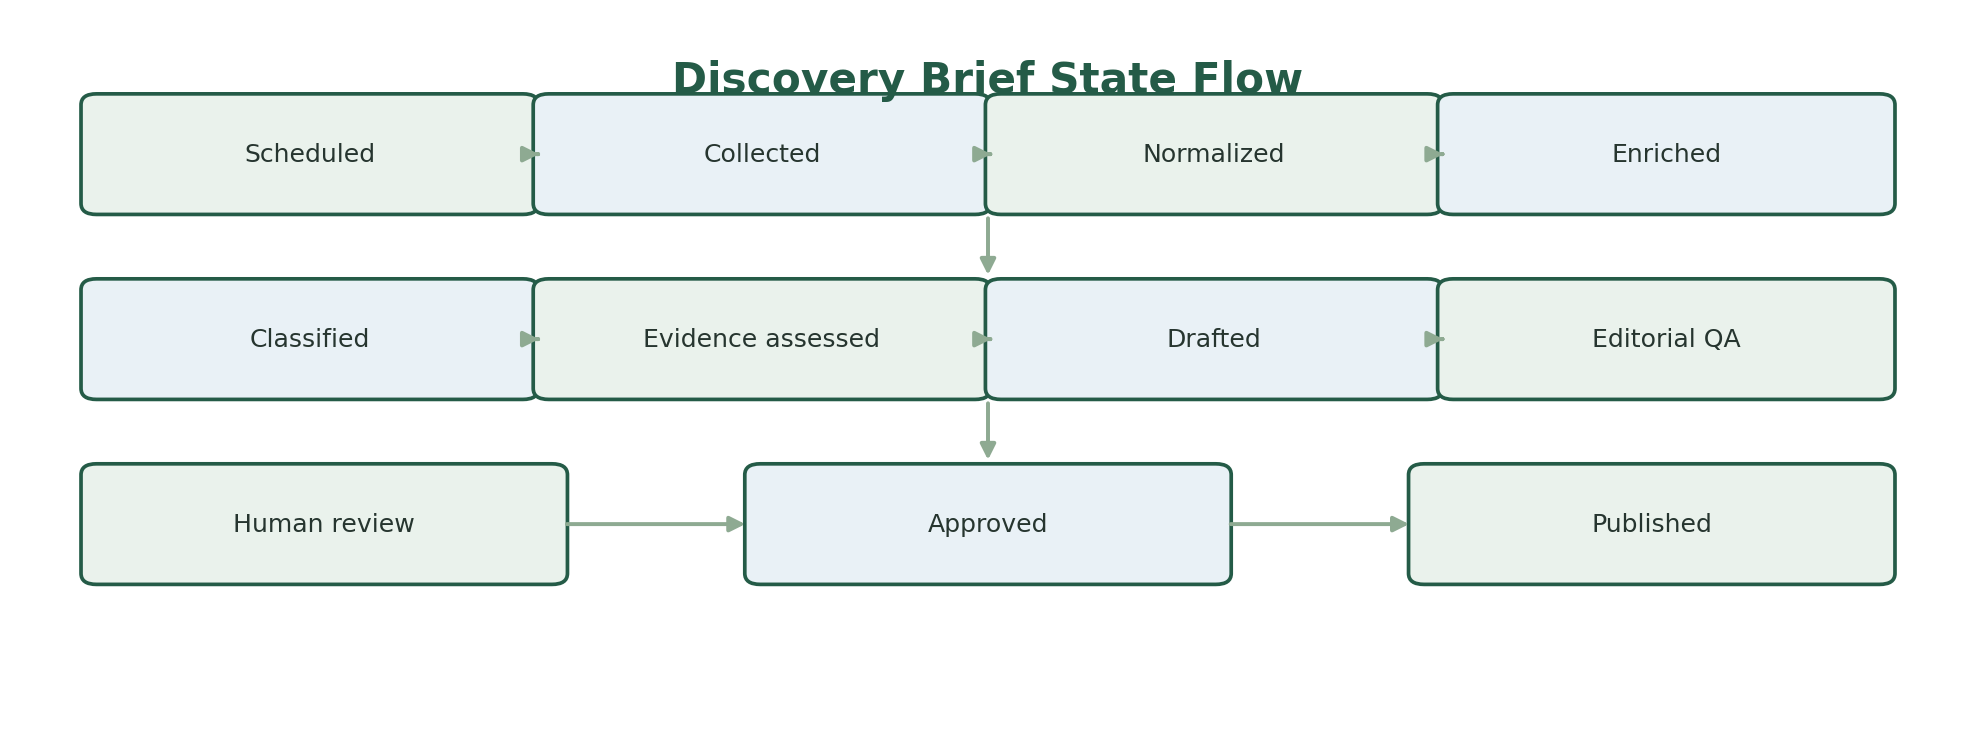 Discovery Brief State Flow
Scheduled
Collected
Normalized
Enriched
Classified
Evidence assessed
Drafted
Editorial QA
Human review
Approved
Published